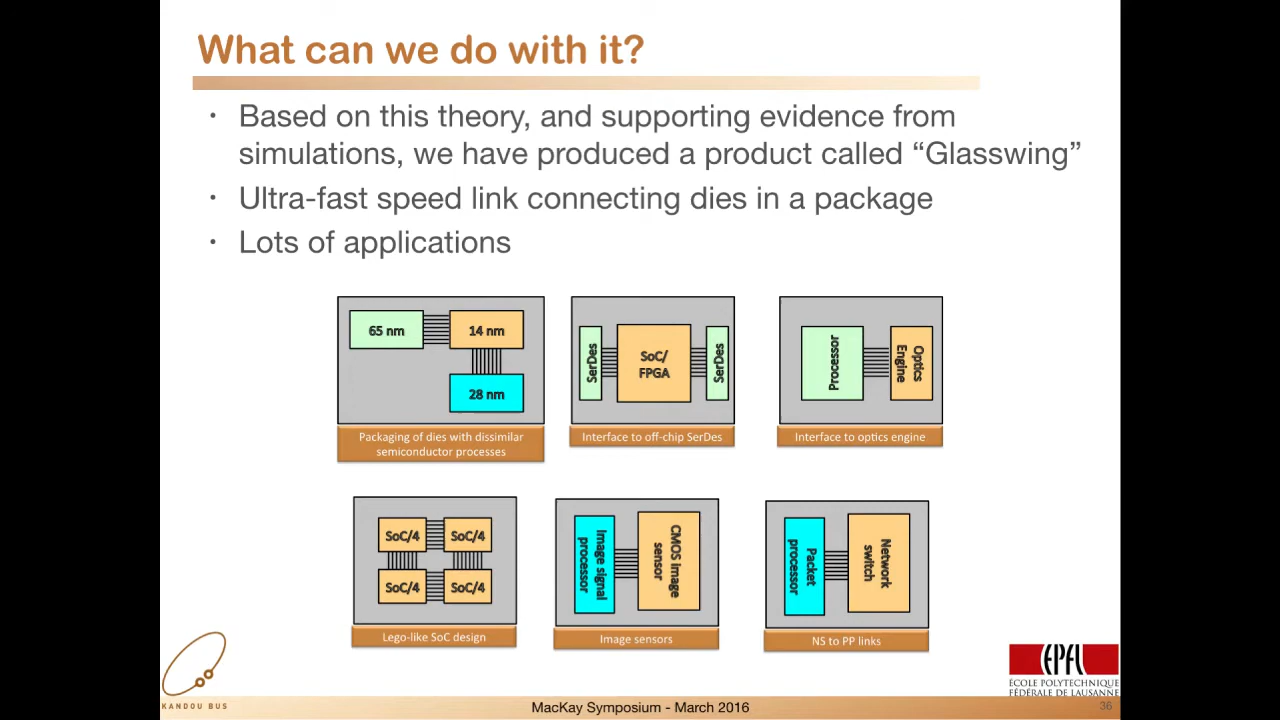 What can we do with it?
• Based on this theory, and supporting evidence from
simulations, we have produced a product called “Glasswing”
• Ultra-fast speed link connecting dies in a package
• Lots of applications
65 nm
14 nm
28 nm
Packaging of dies with dissimilar
semiconductor processes
SerDes
SoC/
FPGA
SerDes
Interface to off-chip SerDes
Processor
Optics
Engine
Interface to optics engine
SoC/4
SoC/4
SoC/4
SoC/4
Lego-like SoC design
Image signal
processor
CMOS image
sensor
Image sensors
Packet
processor
Network
switch
NS to PP links
KANDOU BUS
EPFL
ÉCOLE POLYTECHNIQUE
FÉDÉRALE DE LAUSANNE
MacKay Symposium - March 2016
36